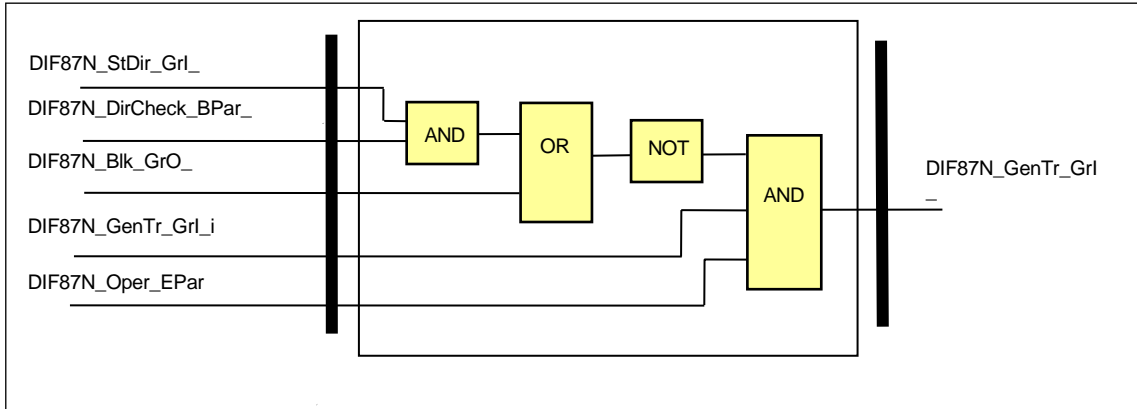 DIF87N_StDir_GrI_
DIF87N_DirCheck_BPar_
DIF87N_Blk_GrO_
DIF87N_GenTr_GrI_i
DIF87N_Oper_EPar
AND
OR
NOT
AND
DIF87N_GenTr_GrI
_